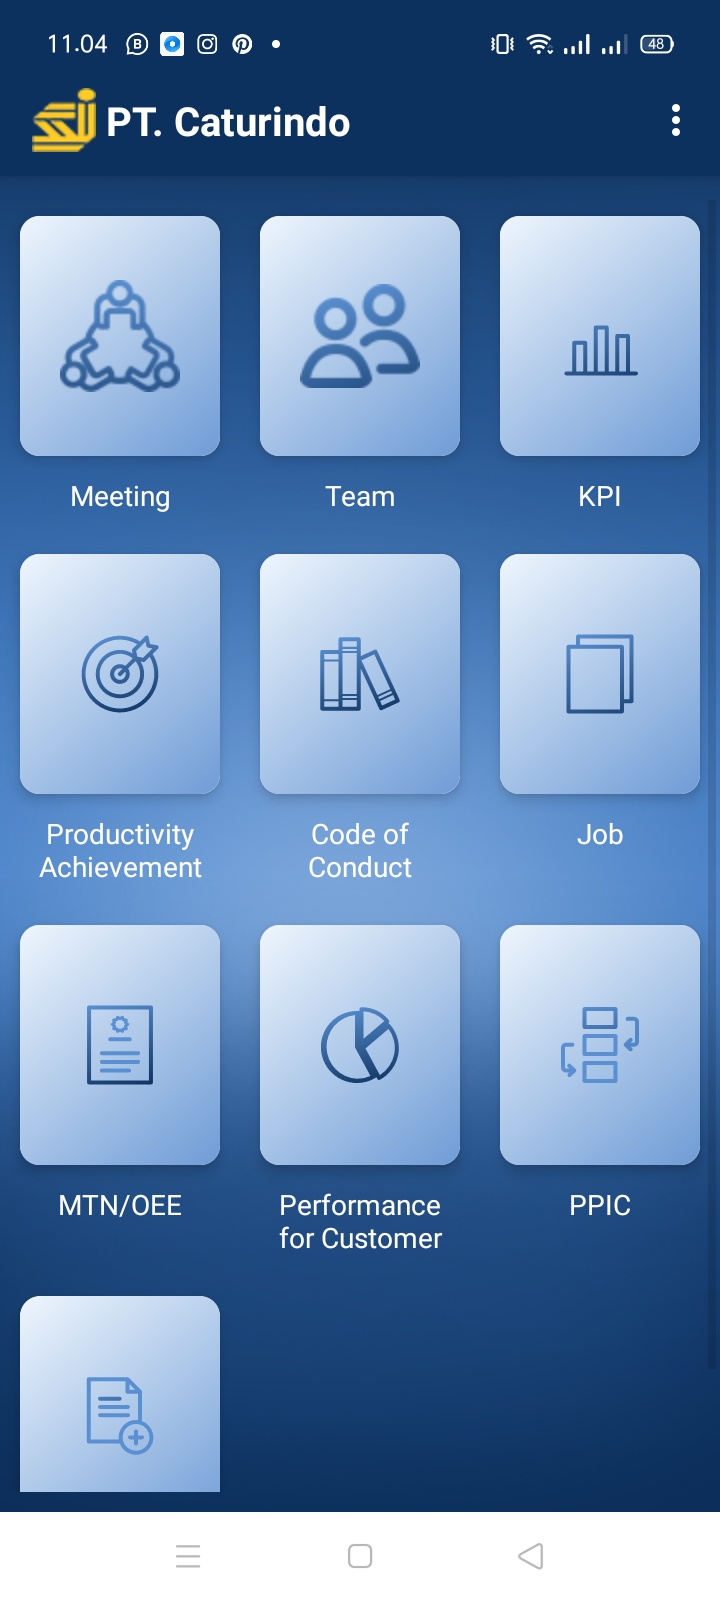 11.04
48
PT. Caturindo
Meeting
Team
KPI
Productivity
Achievement
Code of
Conduct
Job
MTN/OEE
Performance
for Customer
PPIC